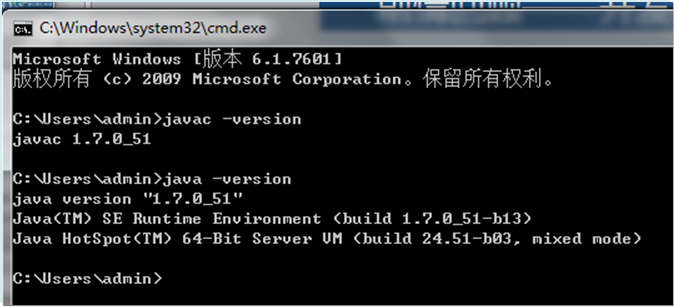 C:\Windows\system32\cmd.exe
Microsoft Windows [版本 6.1.7601]
版权所有 (c) 2009 Microsoft Corporation。保留所有权利。
C:\Users\admin>javac -version
javac 1.7.0_51
C:\Users\admin>java -version
java version "1.7.0_51"
Java(TM) SE Runtime Environment (build 1.7.0_51-b13)
Java HotSpot(TM) 64-Bit Server VM (build 24.51-b03, mixed mode)
C:\Users\admin>